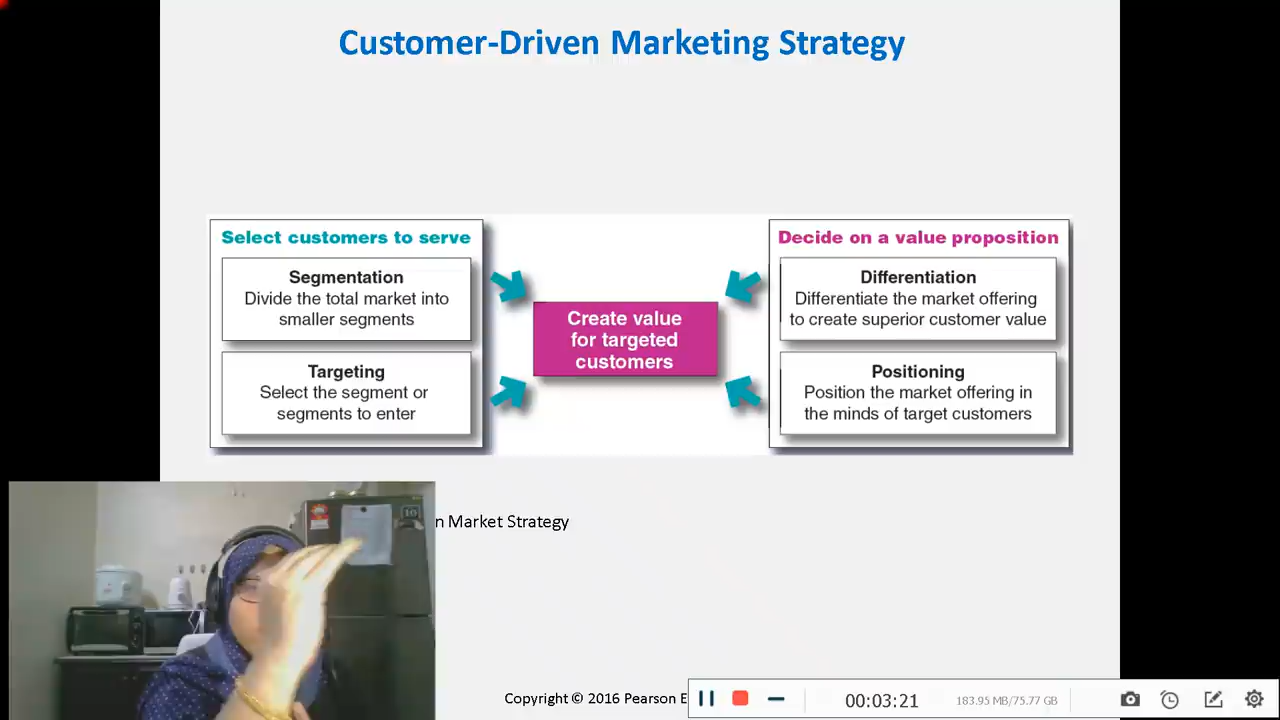 Customer-Driven Marketing Strategy
Select customers to serve
Segmentation
Divide the total market into
smaller segments
Targeting
Select the segment or
segments to enter
Create value
for targeted
customers
Decide on a value proposition
Differentiation
Differentiate the market offering
to create superior customer value
Positioning
Position the market offering in
the minds of target customers
n Market Strategy
10
Copyright © 2016 Pearson E
00:03:21
183.95 MB/75.77 GB